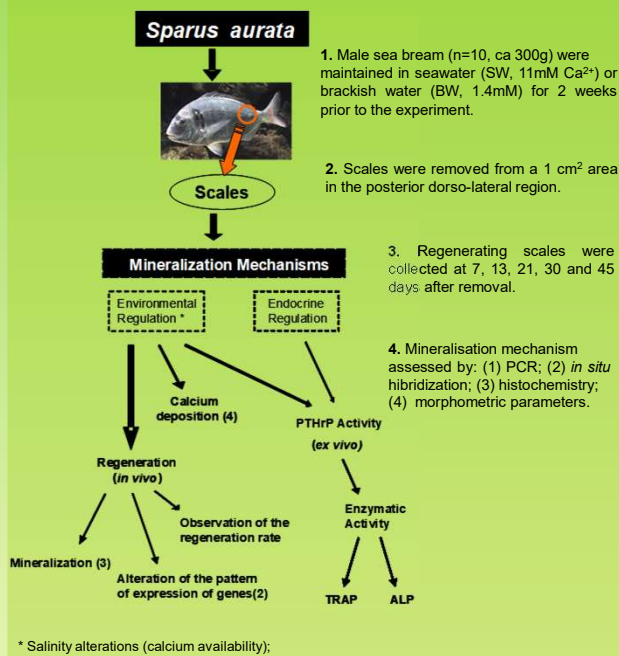 Sparus aurata
1. Male sea bream (n=10, ca 300g) were
maintained in seawater (SW, 11mM Ca²⁺) or
brackish water (BW, 1.4mM) for 2 weeks
prior to the experiment.
2. Scales were removed from a 1 cm² area
in the posterior dorso-lateral region.
Scales
Mineralization Mechanisms
3. Regenerating scales were
collected at 7, 13, 21, 30 and 45
days after removal.
Environmental
Regulation *
Endocrine
Regulation
4. Mineralisation mechanism
assessed by: (1) PCR; (2) in situ
hibridization; (3) histochemistry;
(4) morphometric parameters.
Calcium
deposition (4)
PTHrP Activity
(ex vivo)
Regeneration
(in vivo)
Enzymatic
Activity
Observation of the
regeneration rate
Mineralization (3)
Alteration of the pattern
of expression of genes(2)
TRAP
ALP
* Salinity alterations (calcium availability);